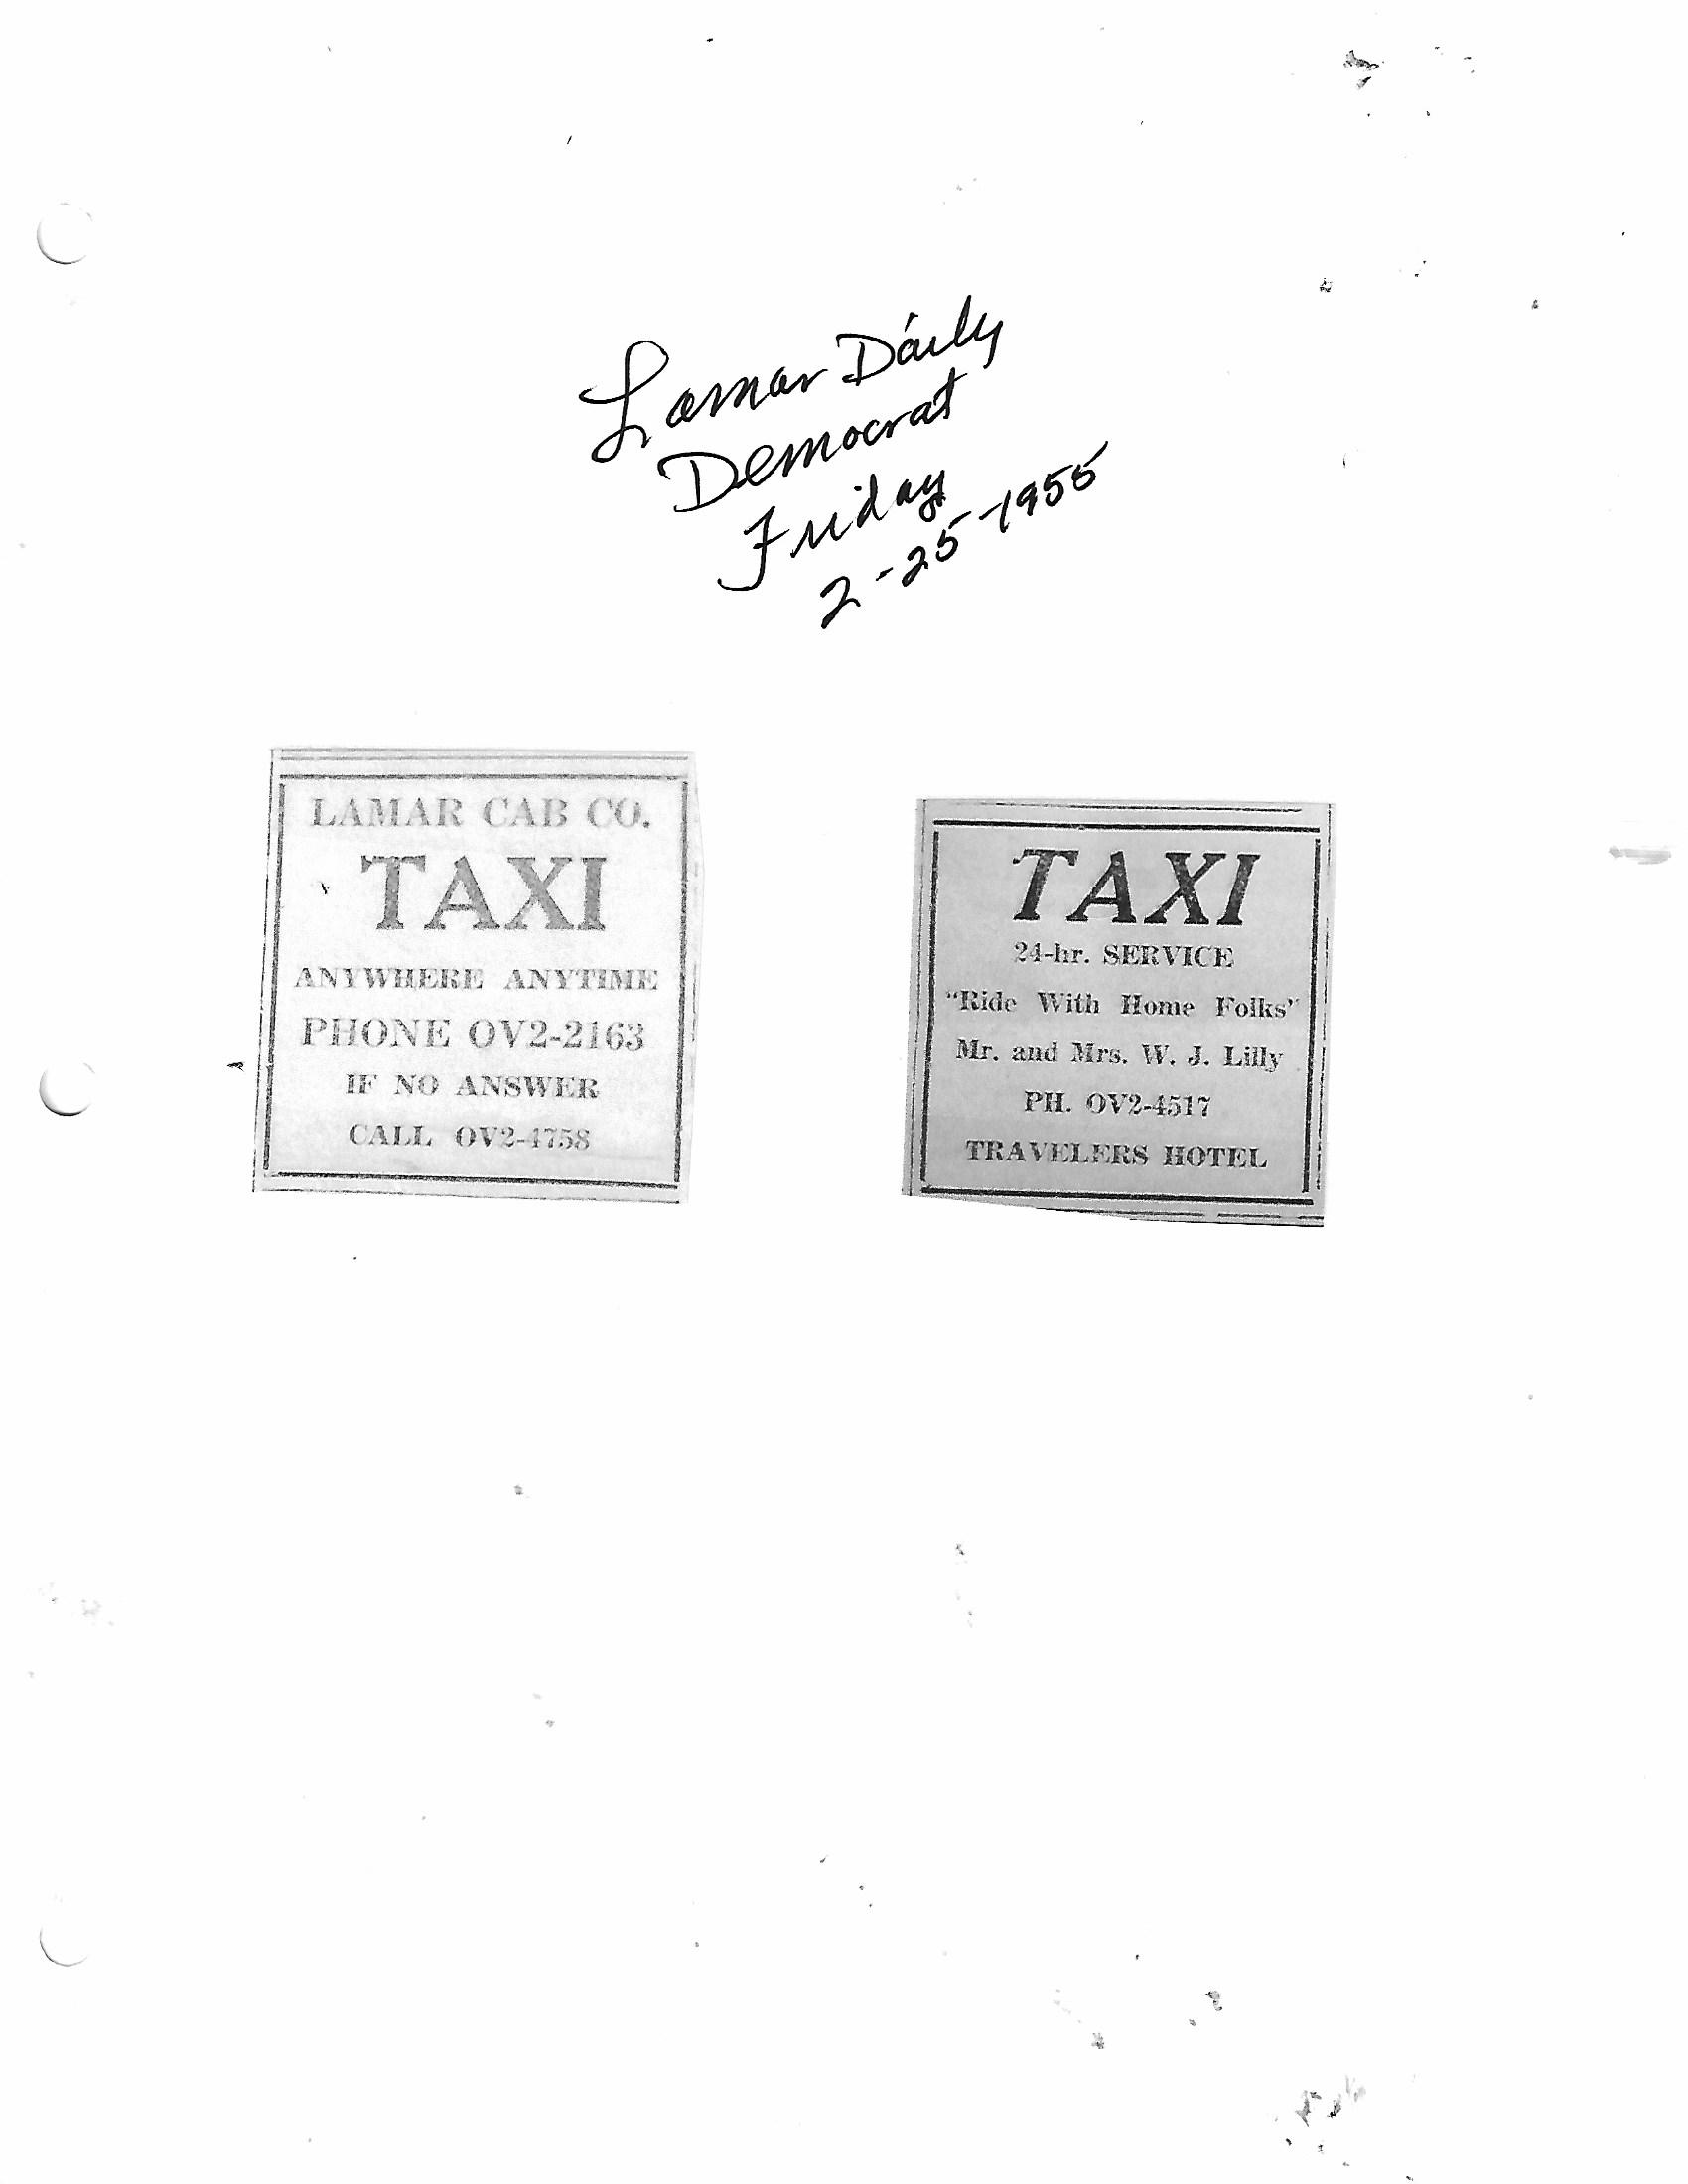 Lamar Daily
Democrat
Friday
2-25-1955
LAMAR CAB CO.
TAXI
ANYWHERE ANYTIME
PHONE OV2-2163
IF NO ANSWER
CALL OV2-4758
TAXI
24-hr. SERVICE
"Ride With Home Folks"
Mr. and Mrs. W. J. Lilly
PH. OV2-4517
TRAVELERS HOTEL